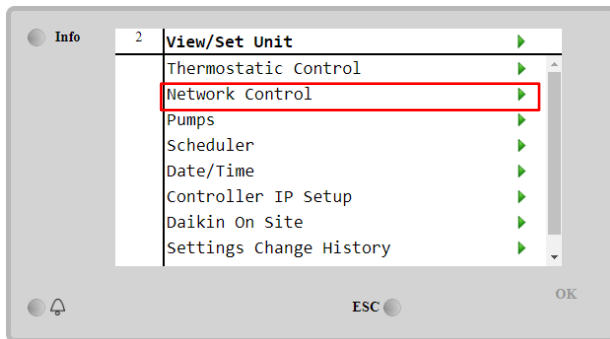 Info
2 View/Set Unit
Thermostatic Control
Network Control
Pumps
Scheduler
Date/Time
Controller IP Setup
Daikin On Site
Settings Change History
OK
ESC